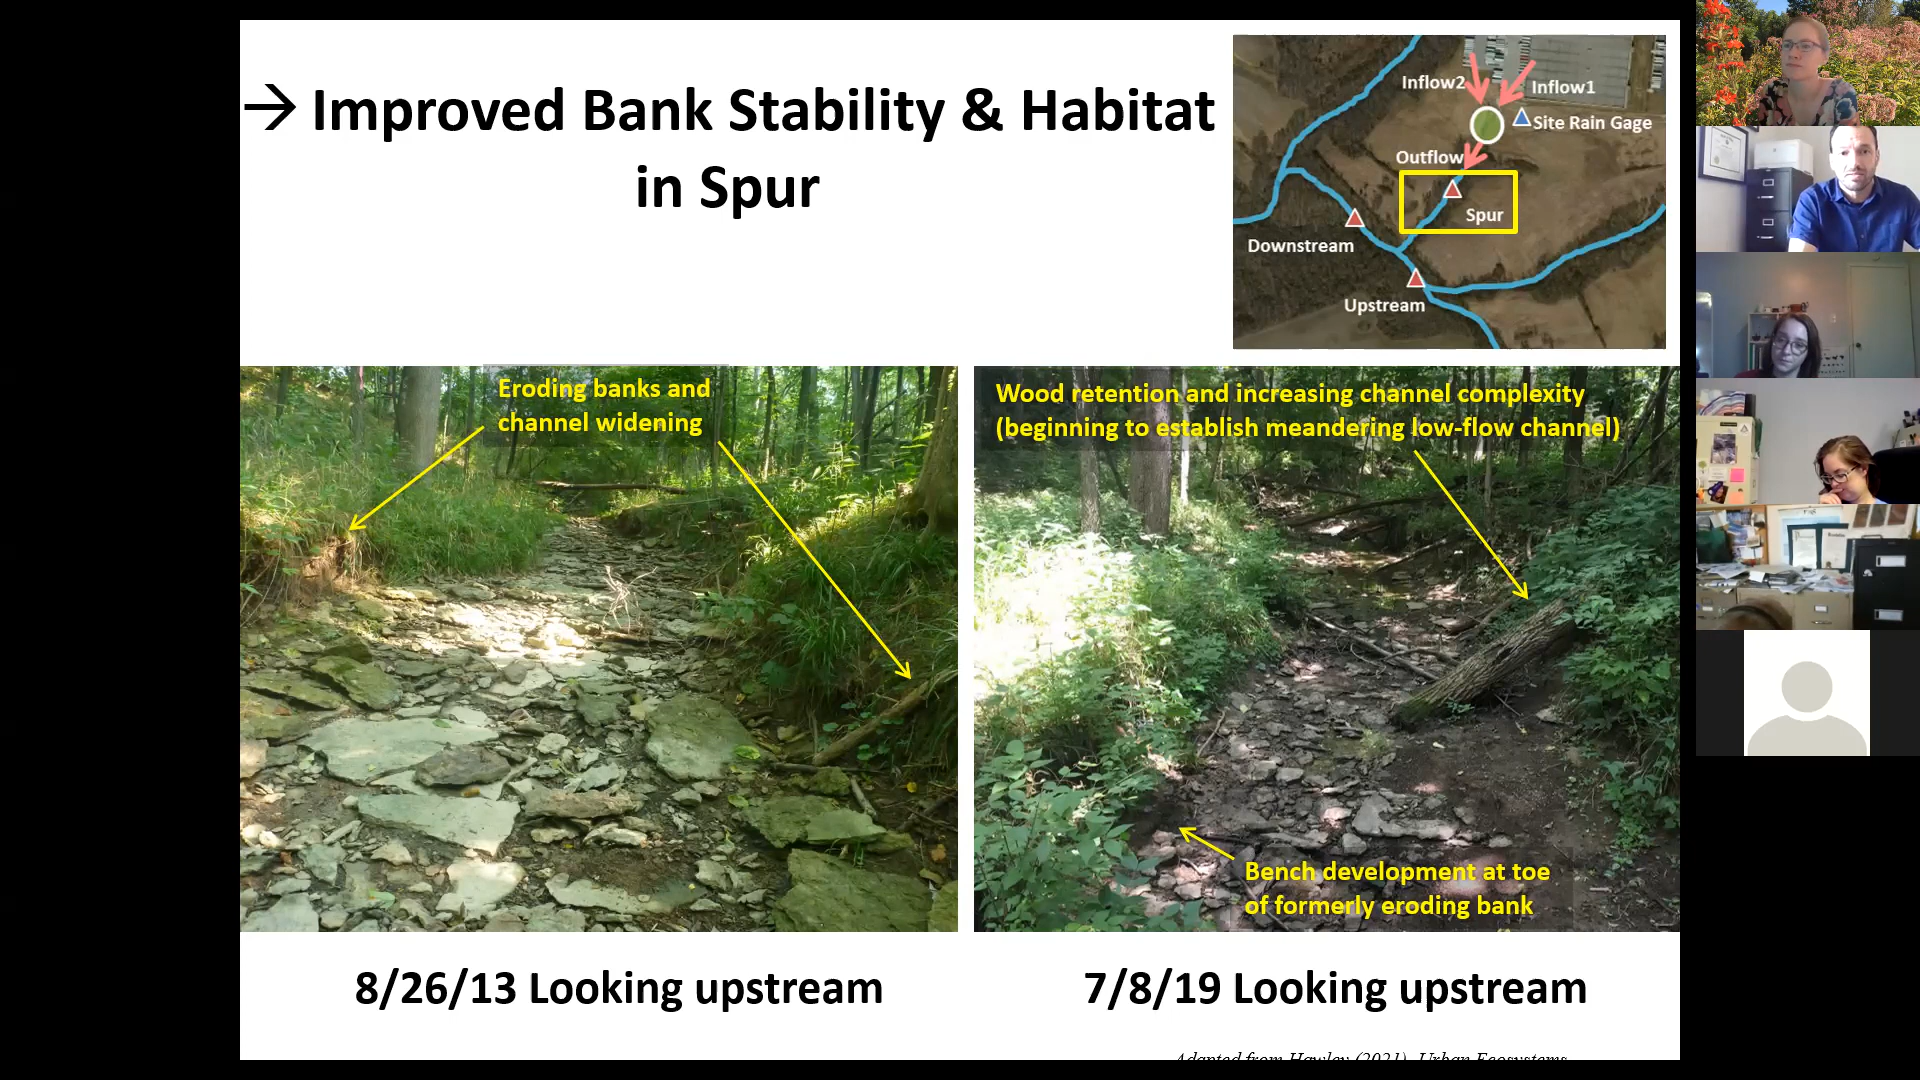 → Improved Bank Stability & Habitat
in Spur
Inflow2
Inflow1
Site Rain Gage
Outflow
Spur
Downstream
Upstream
Eroding banks and
channel widening
Wood retention and increasing channel complexity
(beginning to establish meandering low-flow channel)
Bench development at toe
of formerly eroding bank
8/26/13 Looking upstream
7/8/19 Looking upstream
Adapted from Hawley (2021), Urban Ecosystems